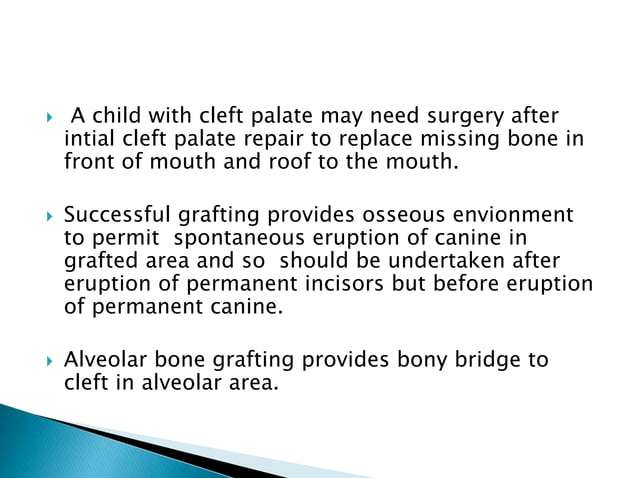 A child with cleft palate may need surgery after
intial cleft palate repair to replace missing bone in
front of mouth and roof to the mouth.
Successful grafting provides osseous envionment
to permit  spontaneous eruption of canine in
grafted area and so  should be undertaken after
eruption of permanent incisors but before eruption
of permanent canine.
Alveolar bone grafting provides bony bridge to
cleft in alveolar area.